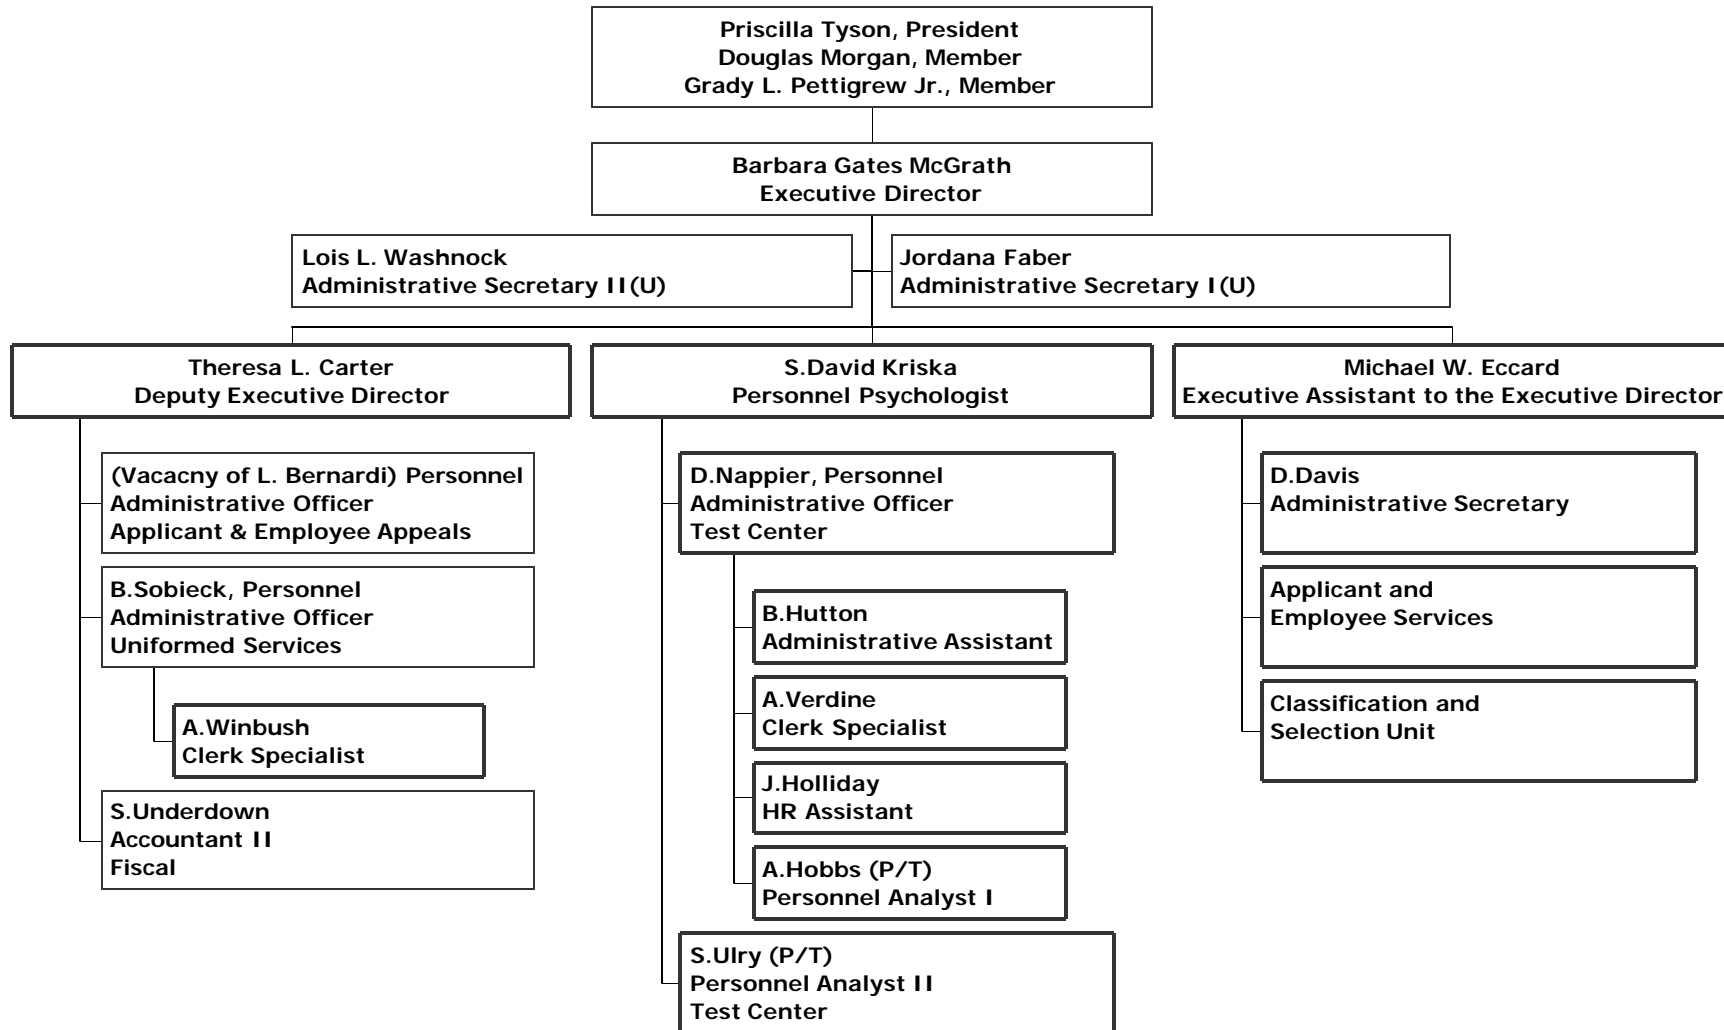 Priscilla Tyson, President
Douglas Morgan, Member
Grady L. Pettigrew Jr., Member
Barbara Gates McGrath
Executive Director
Lois L. Washnock
Administrative Secretary II(U)
Jordana Faber
Administrative Secretary I(U)
Theresa L. Carter
Deputy Executive Director
S.David Kriska
Personnel Psychologist
Michael W. Eccard
Executive Assistant to the Executive Director
(Vacacny of L. Bernardi) Personnel
Administrative Officer
Applicant & Employee Appeals
B.Sobieck, Personnel
Administrative Officer
Uniformed Services
A.Winbush
Clerk Specialist
S.Underdown
Accountant II
Fiscal
D.Nappier, Personnel
Administrative Officer
Test Center
B.Hutton
Administrative Assistant
A.Verdine
Clerk Specialist
J.Holliday
HR Assistant
A.Hobbs (P/T)
Personnel Analyst I
S.Ulry (P/T)
Personnel Analyst II
Test Center
D.Davis
Administrative Secretary
Applicant and
Employee Services
Classification and
Selection Unit